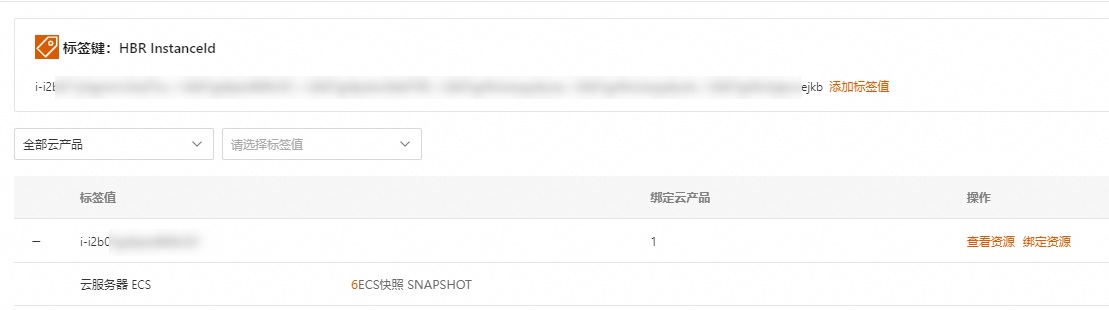 标签键：HBR InstanceId
i-i2b ejkb 添加标签值
全部云产品 请选择标签值
标签值 绑定云产品 操作
− i-i2b0 1 查看资源 绑定资源
云服务器 ECS 6ECS快照 SNAPSHOT